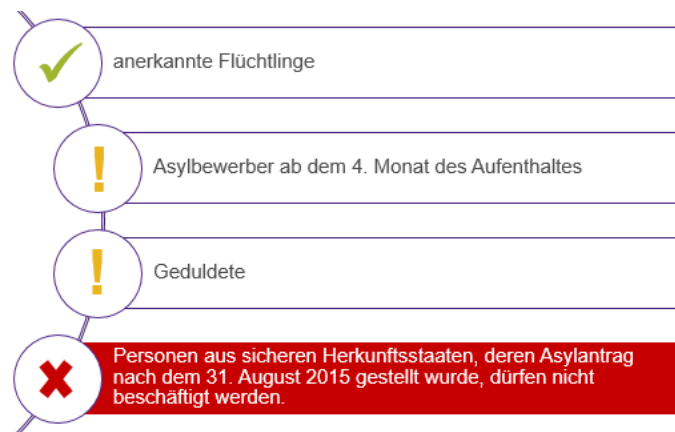 anerkannte Flüchtlinge
Asylbewerber ab dem 4. Monat des Aufenthaltes
Geduldete
Personen aus sicheren Herkunftsstaaten, deren Asylantrag
nach dem 31. August 2015 gestellt wurde, dürfen nicht
beschäftigt werden.